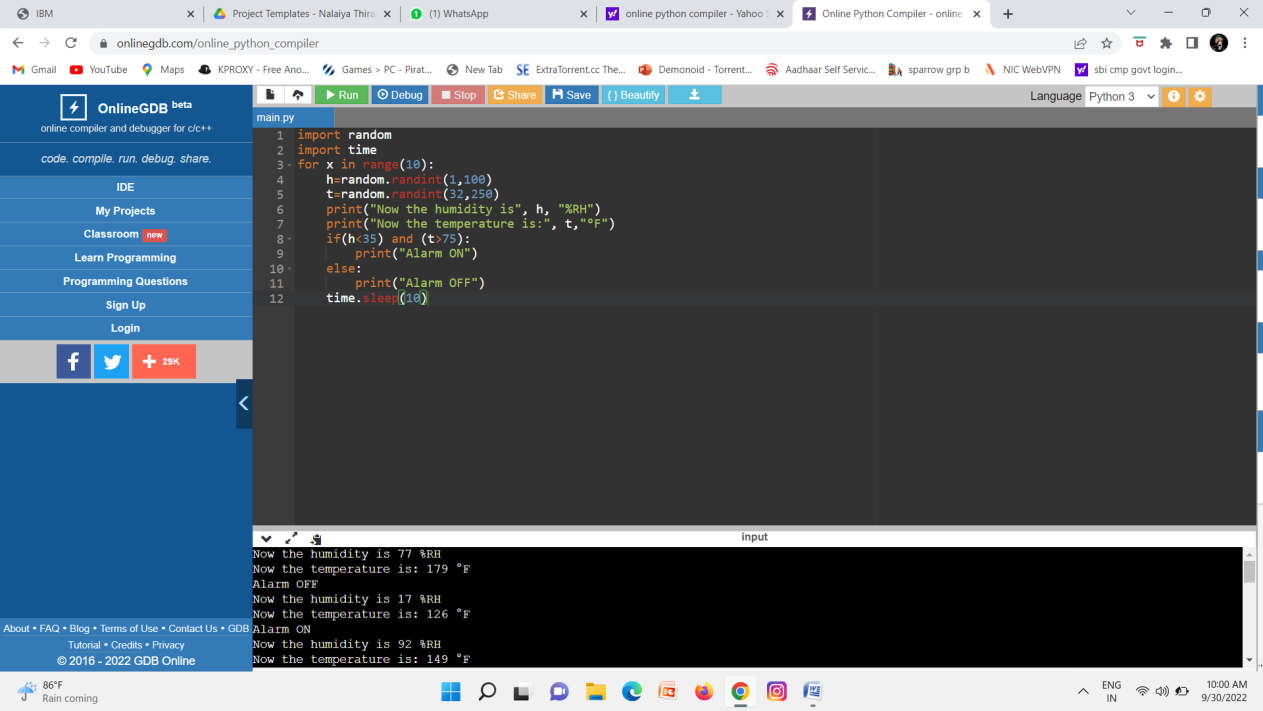 IBM
Project Templates - Nalaiya Thira
(1) WhatsApp
online python compiler - Yahoo S
Online Python Compiler - online
onlinegdb.com/online_python_compiler
Gmail YouTube Maps KPROXY - Free Ano... Games > PC - Pirat... New Tab SE ExtraTorrent.cc The... Demonoid - Torrent... Aadhaar Self Servic... sparrow grp b NIC WebVPN y! sbi cmp govt login...
OnlineGDB beta
online compiler and debugger for c/c++
code. compile. run. debug. share.
IDE
My Projects
Classroom new
Learn Programming
Programming Questions
Sign Up
Login
29K
About • FAQ • Blog • Terms of Use • Contact Us • GDB
Tutorial • Credits • Privacy
© 2016 - 2022 GDB Online
Run Debug Stop Share Save { } Beautify
Language Python 3
main.py
1 import random
2 import time
3 for x in range(10):
4 h=random.randint(1,100)
5 t=random.randint(32,250)
6 print("Now the humidity is", h, "%RH")
7 print("Now the temperature is:", t,"°F")
8 if(h<35) and (t>75):
9 print("Alarm ON")
10 else:
11 print("Alarm OFF")
12 time.sleep(10)
input
Now the humidity is 77 %RH
Now the temperature is: 179 °F
Alarm OFF
Now the humidity is 17 %RH
Now the temperature is: 126 °F
Alarm ON
Now the humidity is 92 %RH
Now the temperature is: 149 °F
86°F
Rain coming
ENG
IN
10:00 AM
9/30/2022